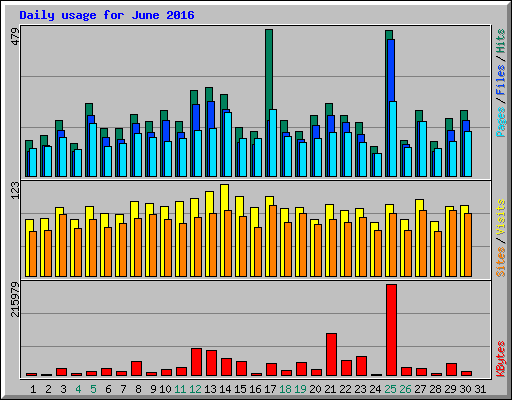 Daily usage for June 2016
479
Pages / Files / Hits
123
Sites / Visits
215979
KBytes
1 2 3 4 5 6 7 8 9 10 11 12 13 14 15 16 17 18 19 20 21 22 23 24 25 26 27 28 29 30 31